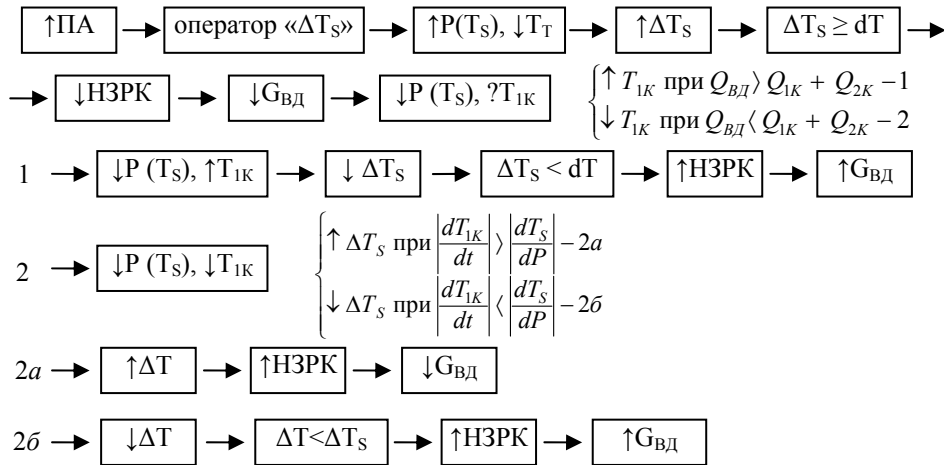 ↑ПА → оператор «ΔT_S» → ↑P(T_S), ↓T_T → ↑ΔT_S → ΔT_S ≥ dT →
→ ↓НЗРК → ↓G_ВД → ↓P (T_S), ?T_1К
↑ T_1К при Q_ВД 〉 Q_1К + Q_2К − 1
↓ T_1К при Q_ВД 〈 Q_1К + Q_2К − 2
1 → ↓P (T_S), ↑T_1К → ↓ ΔT_S → ΔT_S < dT → ↑НЗРК → ↑G_ВД
2 → ↓P (T_S), ↓T_1К
↑ ΔT_S при |dT_1К/dt| 〉 |dT_S/dP| − 2а
↓ ΔT_S при |dT_1К/dt| 〈 |dT_S/dP| − 2б
2а → ↑ΔT → ↑НЗРК → ↓G_ВД
2б → ↓ΔT → ΔT<ΔT_S → ↑НЗРК → ↑G_ВД